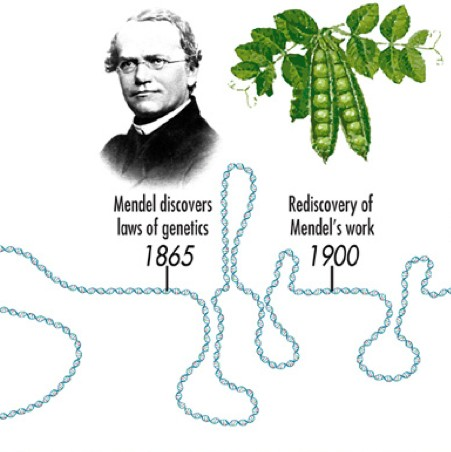 Mendel discovers
laws of genetics
1865
Rediscovery of
Mendel's work
1900